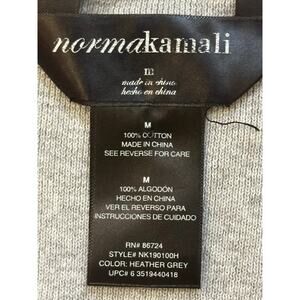 normakamali
m
made in china
hecho en china
M
100% COTTON
MADE IN CHINA
SEE REVERSE FOR CARE
M
100% ALGODÓN
HECHO EN CHINA
VER EL REVERSO PARA
INSTRUCCIONES DE CUIDADO
RN# 86724
STYLE# NK190100H
COLOR: HEATHER GREY
UPC# 6 3519440418